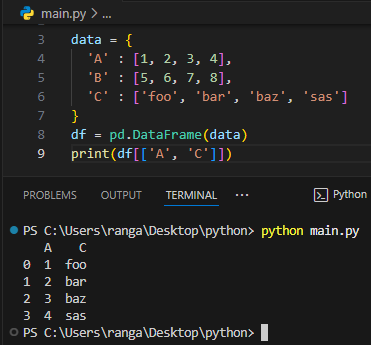 main.py > ...
3 data = {
4 'A' : [1, 2, 3, 4],
5 'B' : [5, 6, 7, 8],
6 'C' : ['foo', 'bar', 'baz', 'sas']
7 }
8 df = pd.DataFrame(data)
9 print(df[['A', 'C']])
PROBLEMS OUTPUT TERMINAL ... Python
PS C:\Users\ranga\Desktop\python> python main.py
A C
0 1 foo
1 2 bar
2 3 baz
3 4 sas
PS C:\Users\ranga\Desktop\python>